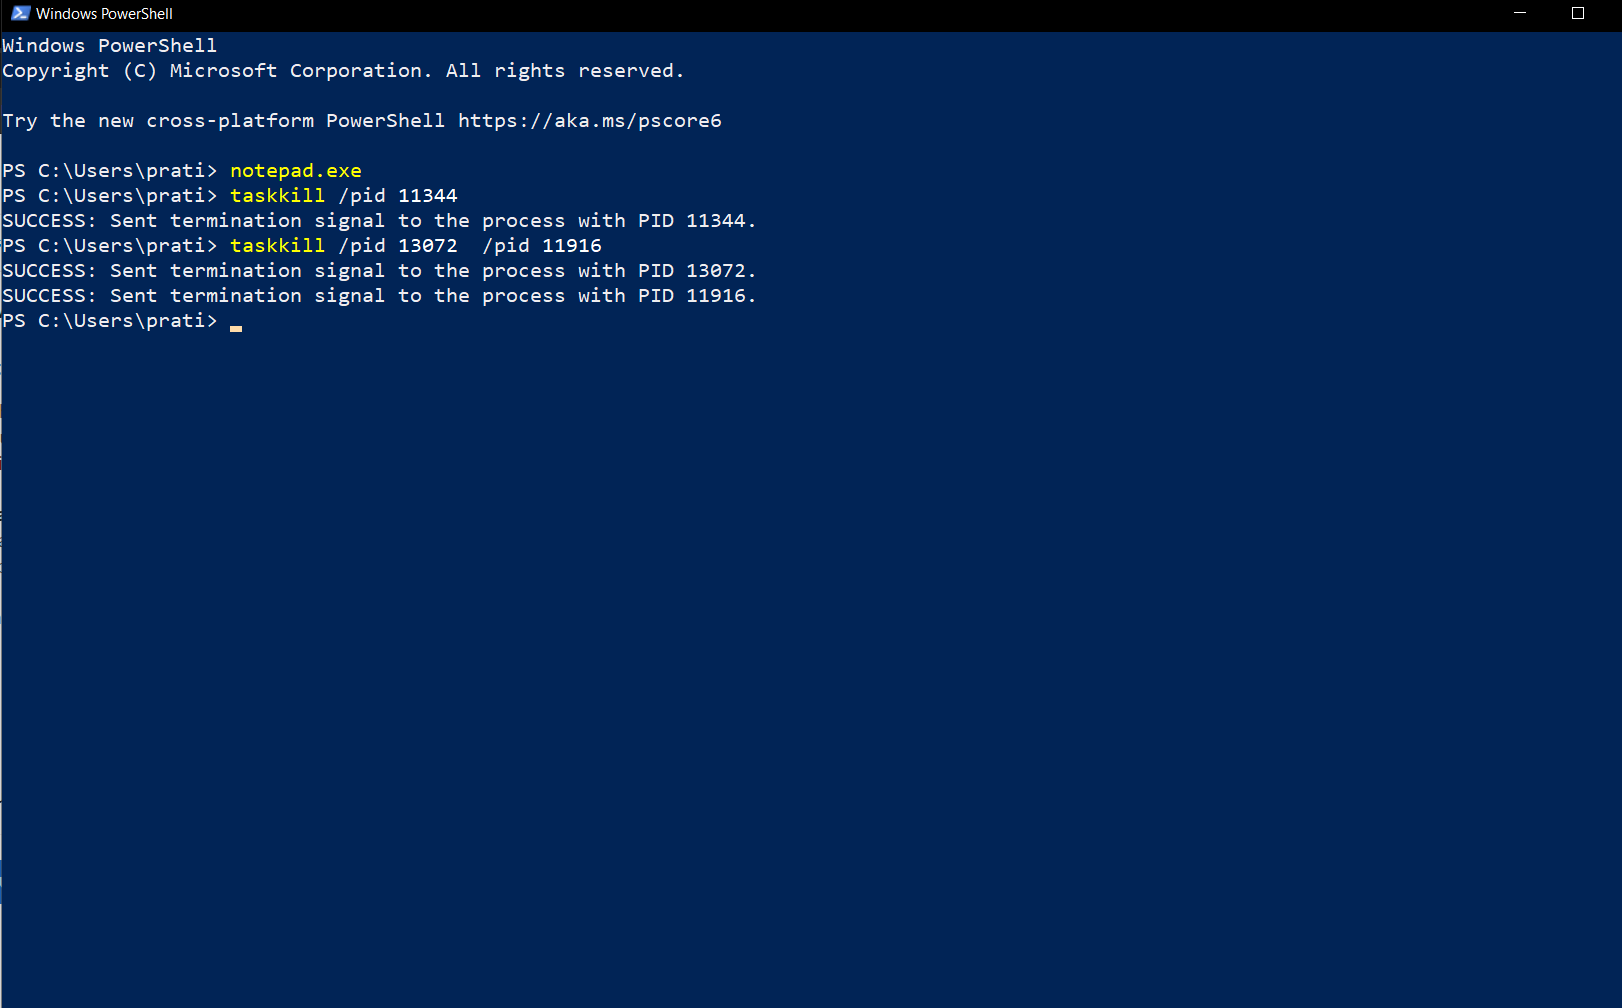 Windows PowerShell
Windows PowerShell
Copyright (C) Microsoft Corporation. All rights reserved.
Try the new cross-platform PowerShell https://aka.ms/pscore6
PS C:\Users\prati> notepad.exe
PS C:\Users\prati> taskkill /pid 11344
SUCCESS: Sent termination signal to the process with PID 11344.
PS C:\Users\prati> taskkill /pid 13072  /pid 11916
SUCCESS: Sent termination signal to the process with PID 13072.
SUCCESS: Sent termination signal to the process with PID 11916.
PS C:\Users\prati>